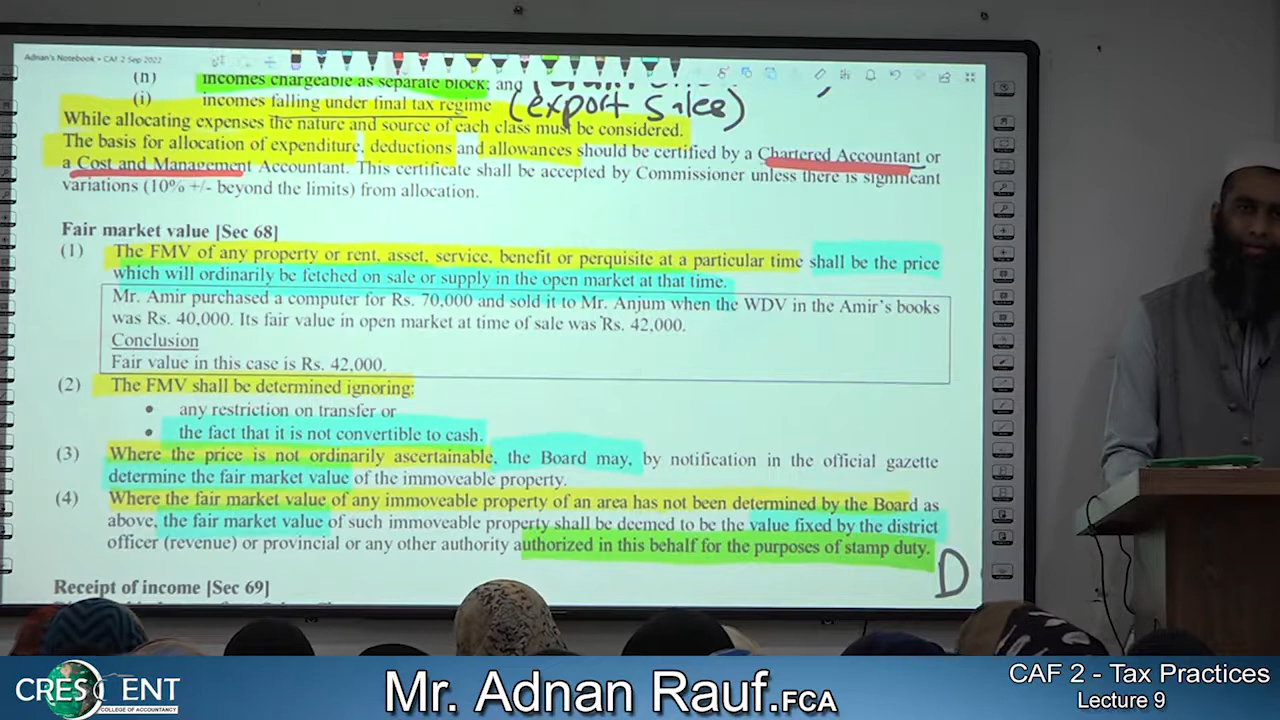 Adnan's Notebook • CAF 2 Sep 2022
(h) incomes chargeable as separate block; and
(i) incomes falling under final tax regime (export sales)
While allocating expenses the nature and source of each class must be considered.
The basis for allocation of expenditure, deductions and allowances should be certified by a Chartered Accountant or
a Cost and Management Accountant. This certificate shall be accepted by Commissioner unless there is significant
variations (10% +/- beyond the limits) from allocation.
Fair market value [Sec 68]
(1) The FMV of any property or rent, asset, service, benefit or perquisite at a particular time shall be the price
which will ordinarily be fetched on sale or supply in the open market at that time.
Mr. Amir purchased a computer for Rs. 70,000 and sold it to Mr. Anjum when the WDV in the Amir's books
was Rs. 40,000. Its fair value in open market at time of sale was Rs. 42,000.
Conclusion
Fair value in this case is Rs. 42,000.
(2) The FMV shall be determined ignoring:
• any restriction on transfer or
• the fact that it is not convertible to cash.
(3) Where the price is not ordinarily ascertainable, the Board may, by notification in the official gazette
determine the fair market value of the immoveable property.
(4) Where the fair market value of any immoveable property of an area has not been determined by the Board as
above, the fair market value of such immoveable property shall be deemed to be the value fixed by the district
officer (revenue) or provincial or any other authority authorized in this behalf for the purposes of stamp duty.
D
Receipt of income [Sec 69]
CRESCENT
COLLEGE OF ACCOUNTANCY
Mr. Adnan Rauf.FCA
CAF 2 - Tax Practices
Lecture 9